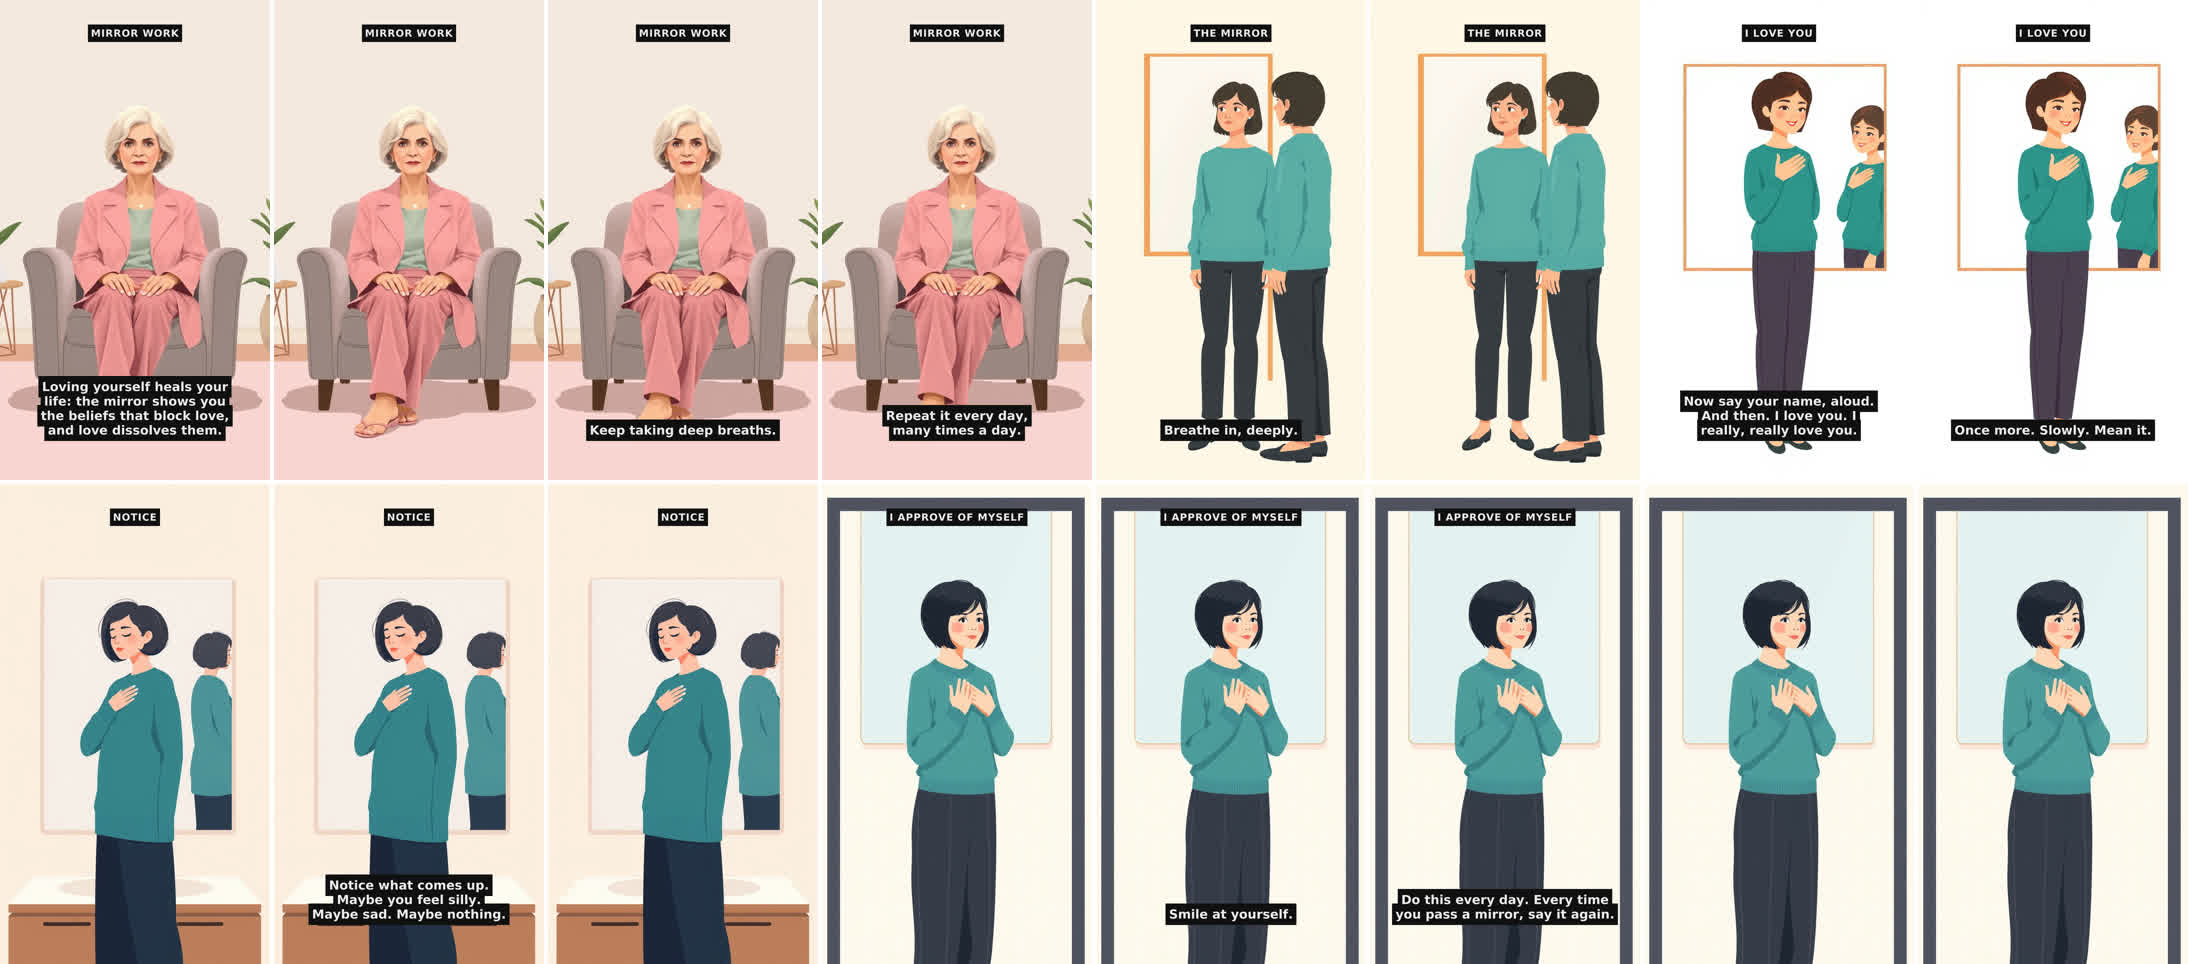 MIRROR WORK
Loving yourself heals your
life: the mirror shows you
the beliefs that block love,
and love dissolves them.
MIRROR WORK
MIRROR WORK
Keep taking deep breaths.
MIRROR WORK
Repeat it every day,
many times a day.
THE MIRROR
Breathe in, deeply.
THE MIRROR
I LOVE YOU
Now say your name, aloud.
And then. I love you. I
really, really love you.
I LOVE YOU
Once more. Slowly. Mean it.
NOTICE
NOTICE
Notice what comes up.
Maybe you feel silly.
Maybe sad. Maybe nothing.
NOTICE
I APPROVE OF MYSELF
I APPROVE OF MYSELF
Smile at yourself.
I APPROVE OF MYSELF
Do this every day. Every time
you pass a mirror, say it again.